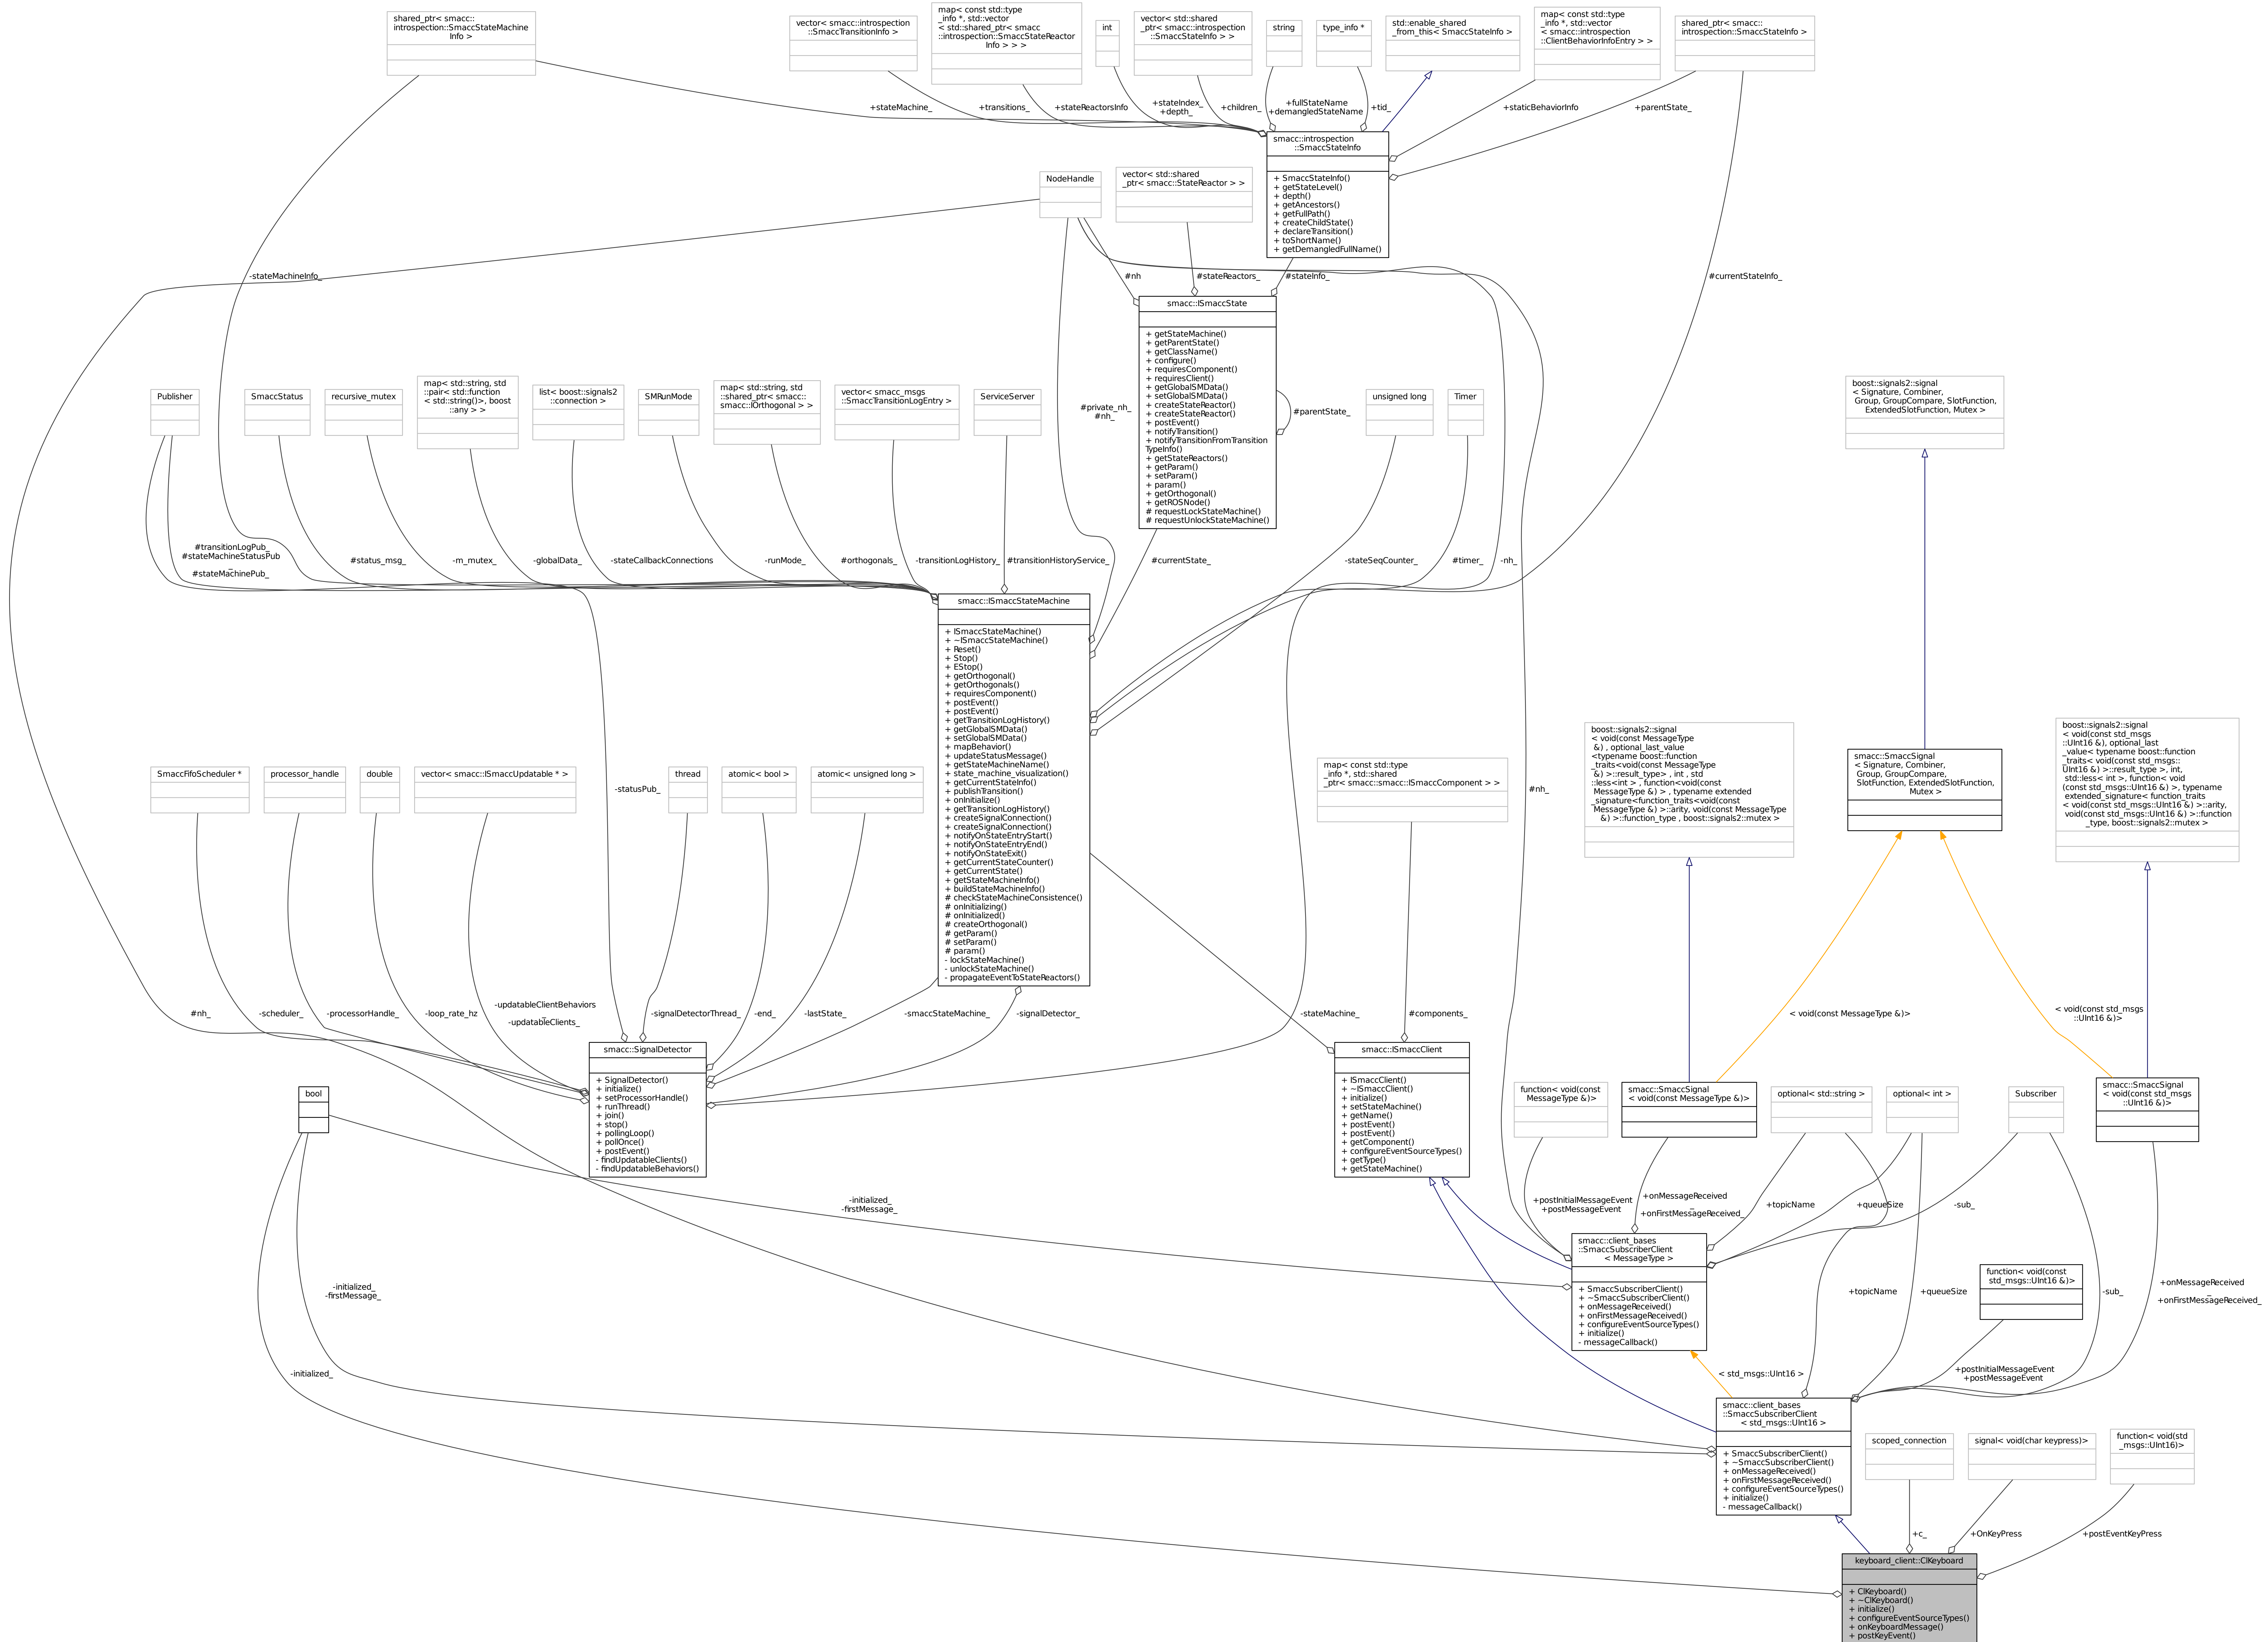 shared_ptr< smacc::
introspection::SmaccStateMachine
Info >
vector< smacc::introspection
::SmaccTransitionInfo >
map< const std::type
_info *, std::vector
< std::shared_ptr< smacc
::introspection::SmaccStateReactor
Info > > >
int
vector< std::shared
_ptr< smacc::introspection
::SmaccStateInfo > >
string
type_info *
std::enable_shared
_from_this< SmaccStateInfo >
map< const std::type
_info *, std::vector
< smacc::introspection
::ClientBehaviorInfoEntry > >
shared_ptr< smacc::
introspection::SmaccStateInfo >
+stateMachine_
+transitions_
+stateReactorsInfo
+stateIndex_
+depth_
+children_
+fullStateName
+demangledStateName
+tid_
+staticBehaviorInfo
+parentState_
smacc::introspection
::SmaccStateInfo
+ SmaccStateInfo()
+ getStateLevel()
+ depth()
+ getAncestors()
+ getFullPath()
+ createChildState()
+ declareTransition()
+ toShortName()
+ getDemangledFullName()
NodeHandle
vector< std::shared
_ptr< smacc::StateReactor > >
-stateMachineInfo_
#nh
#stateReactors_
#stateInfo_
#currentStateInfo_
smacc::ISmaccState
+ getStateMachine()
+ getParentState()
+ getClassName()
+ configure()
+ requiresComponent()
+ requiresClient()
+ getGlobalSMData()
+ setGlobalSMData()
+ createStateReactor()
+ createStateReactor()
+ postEvent()
+ notifyTransition()
+ notifyTransitionFromTransition
TypeInfo()
+ getStateReactors()
+ getParam()
+ setParam()
+ param()
+ getOrthogonal()
+ getROSNode()
# requestLockStateMachine()
# requestUnlockStateMachine()
#parentState_
#private_nh_
#nh_
Publisher
SmaccStatus
recursive_mutex
map< std::string, std
::pair< std::function
< std::string()>, boost
::any > >
list< boost::signals2
::connection >
SMRunMode
map< std::string, std
::shared_ptr< smacc::
smacc::IOrthogonal > >
vector< smacc_msgs
::SmaccTransitionLogEntry >
ServiceServer
unsigned long
Timer
boost::signals2::signal
< Signature, Combiner,
Group, GroupCompare, SlotFunction,
ExtendedSlotFunction, Mutex >
#transitionLogPub_
#stateMachineStatusPub
_
#stateMachinePub_
#status_msg_
-m_mutex_
-globalData_
-stateCallbackConnections
-runMode_
#orthogonals_
-transitionLogHistory_
#transitionHistoryService_
#currentState_
-stateSeqCounter_
#timer_
-nh_
smacc::ISmaccStateMachine
+ ISmaccStateMachine()
+ ~ISmaccStateMachine()
+ Reset()
+ Stop()
+ EStop()
+ getOrthogonal()
+ getOrthogonals()
+ requiresComponent()
+ postEvent()
+ postEvent()
+ getTransitionLogHistory()
+ getGlobalSMData()
+ setGlobalSMData()
+ mapBehavior()
+ updateStatusMessage()
+ getStateMachineName()
+ state_machine_visualization()
+ getCurrentStateInfo()
+ publishTransition()
+ onInitialize()
+ getTransitionLogHistory()
+ createSignalConnection()
+ createSignalConnection()
+ notifyOnStateEntryStart()
+ notifyOnStateEntryEnd()
+ notifyOnStateExit()
+ getCurrentStateCounter()
+ getCurrentState()
+ getStateMachineInfo()
+ buildStateMachineInfo()
# checkStateMachineConsistence()
# onInitializing()
# onInitialized()
# createOrthogonal()
# getParam()
# setParam()
# param()
- lockStateMachine()
- unlockStateMachine()
- propagateEventToStateReactors()
SmaccFifoScheduler *
processor_handle
double
vector< smacc::ISmaccUpdatable * >
thread
atomic< bool >
atomic< unsigned long >
-statusPub_
map< const std::type
_info *, std::shared
_ptr< smacc::smacc::ISmaccComponent > >
#nh_
boost::signals2::signal
< void(const MessageType
&) , optional_last_value
<typename boost::function
_traits<void(const MessageType
&) >::result_type> , int , std
::less<int > , function<void(const
MessageType &) > , typename extended
_signature<function_traits<void(const
MessageType &) >::arity, void(const MessageType
&) >::function_type , boost::signals2::mutex >
smacc::SmaccSignal
< Signature, Combiner,
Group, GroupCompare,
SlotFunction, ExtendedSlotFunction,
Mutex >
boost::signals2::signal
< void(const std_msgs
::UInt16 &), optional_last
_value< typename boost::function
_traits< void(const std_msgs::
UInt16 &) >::result_type >, int,
std::less< int >, function< void
(const std_msgs::UInt16 &) >, typename
extended_signature< function_traits
< void(const std_msgs::UInt16 &) >::arity,
void(const std_msgs::UInt16 &) >::function
_type, boost::signals2::mutex >
#nh_
-scheduler_
-processorHandle_
-loop_rate_hz
-updatableClientBehaviors
_
-updatableClients_
-signalDetectorThread_
-end_
-lastState_
-smaccStateMachine_
-signalDetector_
-stateMachine_
#components_
< void(const MessageType &)>
< void(const std_msgs
::UInt16 &)>
smacc::SignalDetector
+ SignalDetector()
+ initialize()
+ setProcessorHandle()
+ runThread()
+ join()
+ stop()
+ pollingLoop()
+ pollOnce()
+ postEvent()
- findUpdatableClients()
- findUpdatableBehaviors()
smacc::ISmaccClient
+ ISmaccClient()
+ ~ISmaccClient()
+ initialize()
+ setStateMachine()
+ getName()
+ postEvent()
+ postEvent()
+ getComponent()
+ configureEventSourceTypes()
+ getType()
+ getStateMachine()
bool
function< void(const
MessageType &)>
smacc::SmaccSignal
< void(const MessageType &)>
optional< std::string >
optional< int >
Subscriber
smacc::SmaccSignal
< void(const std_msgs
::UInt16 &)>
-initialized_
-firstMessage_
+postInitialMessageEvent
+postMessageEvent
+onMessageReceived
_
+onFirstMessageReceived_
+topicName
+queueSize
-sub_
smacc::client_bases
::SmaccSubscriberClient
< MessageType >
+ SmaccSubscriberClient()
+ ~SmaccSubscriberClient()
+ onMessageReceived()
+ onFirstMessageReceived()
+ configureEventSourceTypes()
+ initialize()
- messageCallback()
function< void(const
std_msgs::UInt16 &)>
-initialized_
-firstMessage_
+topicName
+queueSize
-sub_
+onMessageReceived
_
+onFirstMessageReceived_
-initialized_
< std_msgs::UInt16 >
+postInitialMessageEvent
+postMessageEvent
smacc::client_bases
::SmaccSubscriberClient
< std_msgs::UInt16 >
+ SmaccSubscriberClient()
+ ~SmaccSubscriberClient()
+ onMessageReceived()
+ onFirstMessageReceived()
+ configureEventSourceTypes()
+ initialize()
- messageCallback()
scoped_connection
signal< void(char keypress)>
function< void(std
_msgs::UInt16)>
+c_
+OnKeyPress
+postEventKeyPress
keyboard_client::ClKeyboard
+ ClKeyboard()
+ ~ClKeyboard()
+ initialize()
+ configureEventSourceTypes()
+ onKeyboardMessage()
+ postKeyEvent()